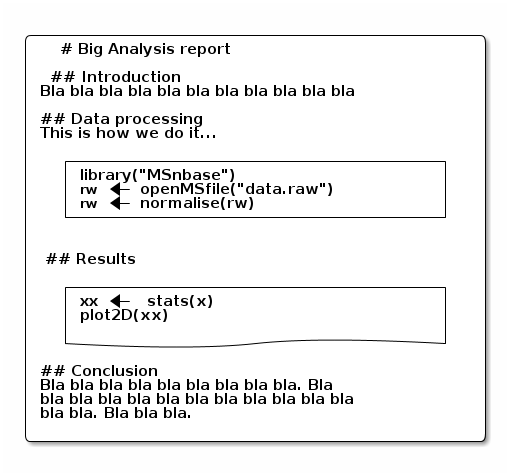 # Big Analysis report
## Introduction
Bla bla bla bla bla bla bla bla bla bla bla
## Data processing
This is how we do it...
library("MSnbase")
rw ← openMSfile("data.raw")
rw ← normalise(rw)
## Results
xx ← stats(x)
plot2D(xx)
## Conclusion
Bla bla bla bla bla bla bla bla bla. Bla
bla bla bla bla bla bla bla bla bla bla bla
bla bla. Bla bla bla.